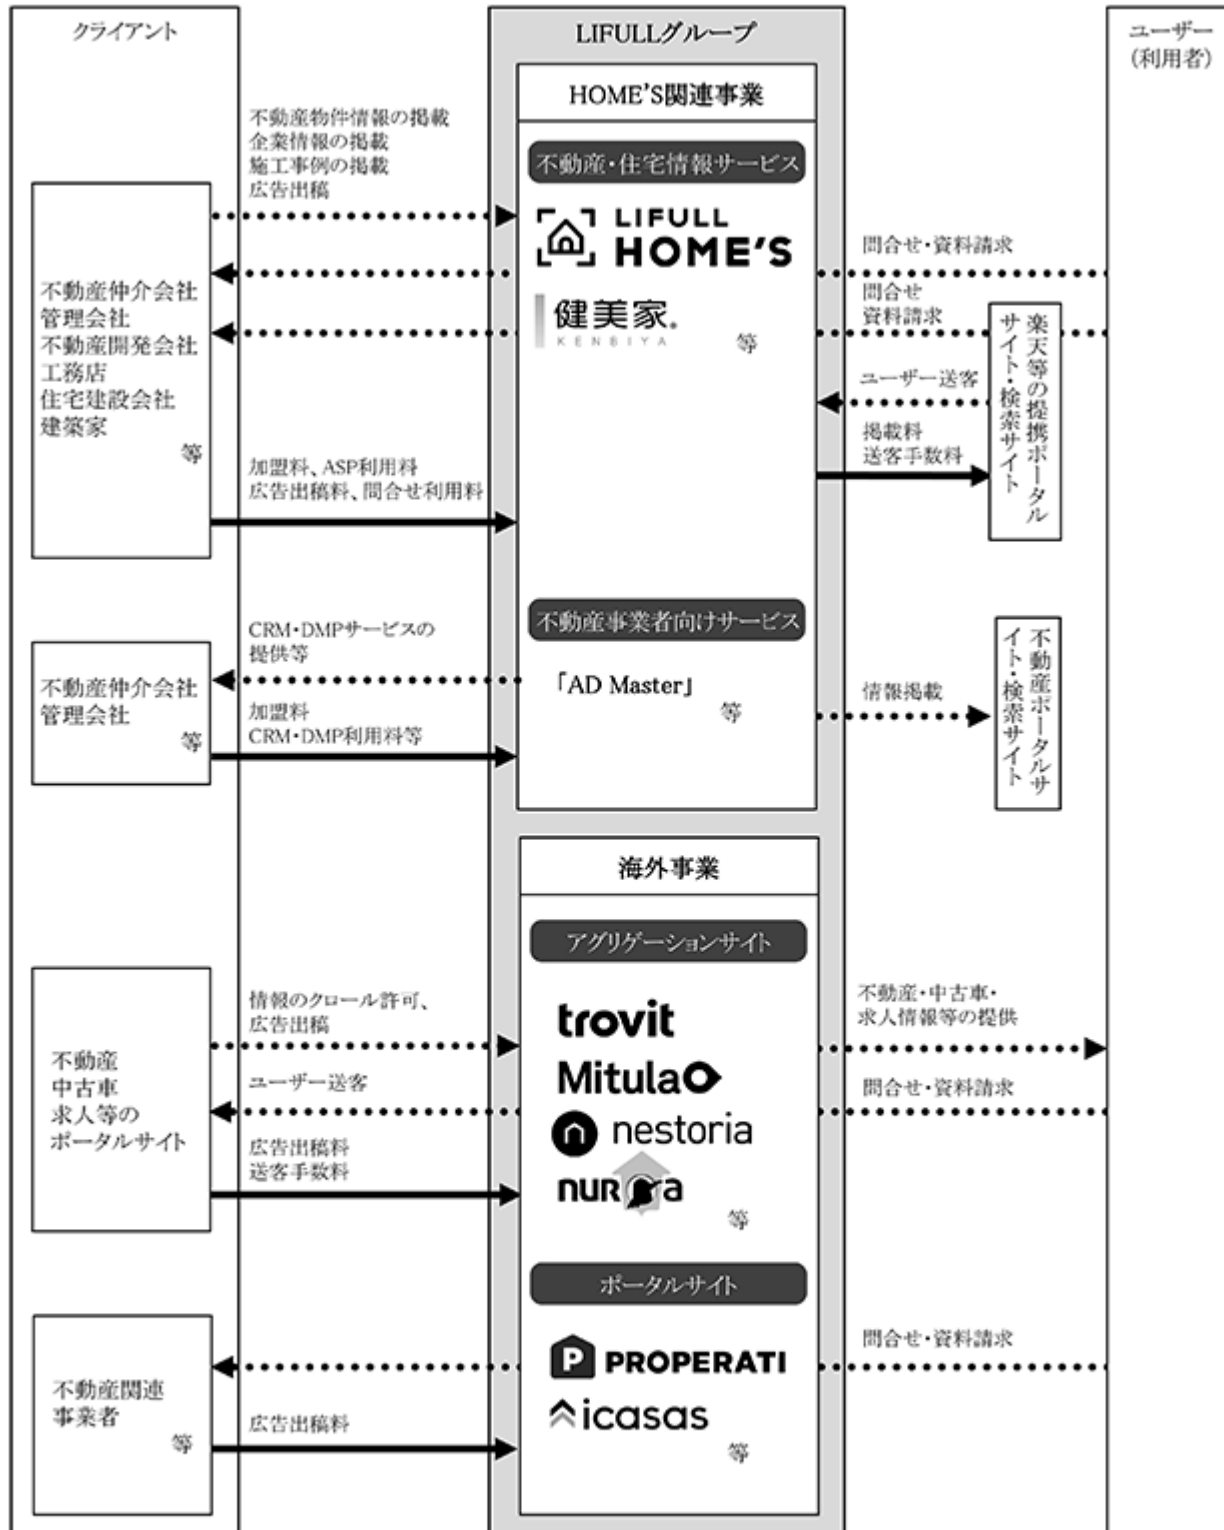 クライアント
LIFULLグループ
ユーザー
(利用者)
HOME'S関連事業
不動産物件情報の掲載
企業情報の掲載
施工事例の掲載
広告出稿
不動産・住宅情報サービス
LIFULL
HOME'S
健美家®
KENBIYA
等
問合せ・資料請求
問合せ
資料請求
ユーザー送客
掲載料
送客手数料
楽天等の提携ポータル
サイト・検索サイト
不動産仲介会社
管理会社
不動産開発会社
工務店
住宅建設会社
建築家
等
加盟料、ASP利用料
広告出稿料、問合せ利用料
不動産事業者向けサービス
「AD Master」
等
CRM・DMPサービスの
提供等
不動産仲介会社
管理会社
等
加盟料
CRM・DMP利用料等
情報掲載
不動産ポータルサ
イト・検索サイト
海外事業
アグリゲーションサイト
trovit
Mitula
nestoria
等
情報のクロール許可、
広告出稿
ユーザー送客
広告出稿料
送客手数料
不動産
中古車
求人等の
ポータルサイト
不動産・中古車・
求人情報等の提供
問合せ・資料請求
ポータルサイト
P PROPERATI
icasas
等
問合せ・資料請求
不動産関連
事業者
等
広告出稿料